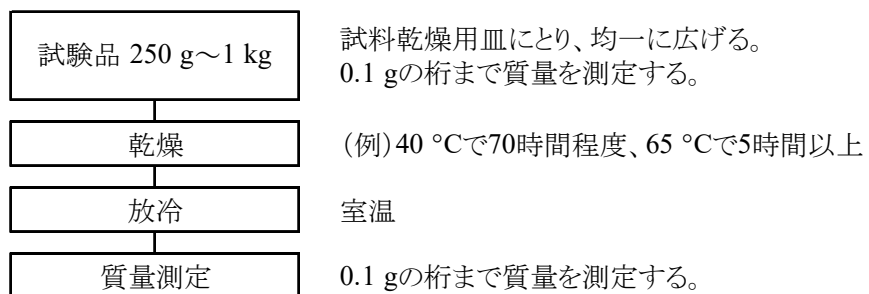 試験品 250 g～1 kg
試料乾燥用皿にとり、均一に広げる。
0.1 gの桁まで質量を測定する。
乾燥
（例）40 °Cで70時間程度、65 °Cで5時間以上
放冷
室温
質量測定
0.1 gの桁まで質量を測定する。